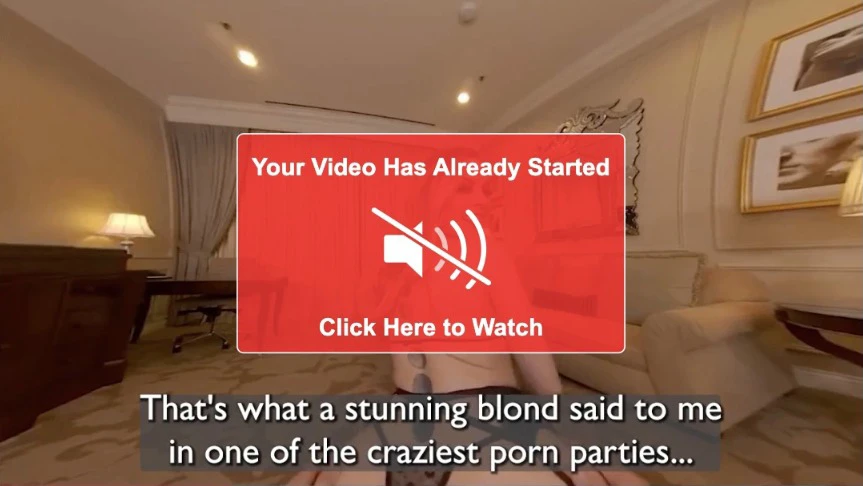 Your Video Has Already Started
Click Here to Watch
That's what a stunning blond said to me
in one of the craziest porn parties...